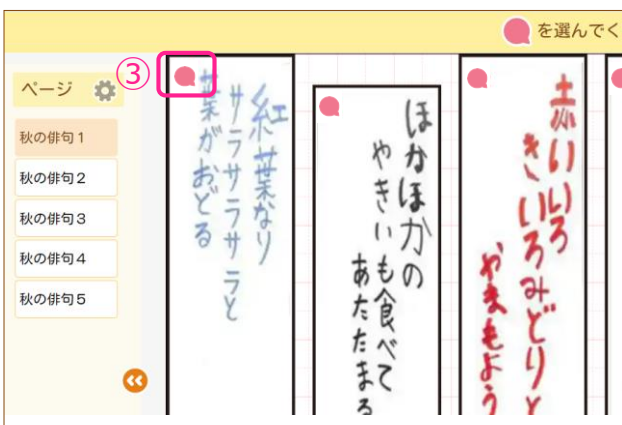 を選んでく
③
ページ
秋の俳句1
秋の俳句2
秋の俳句3
秋の俳句4
秋の俳句5
紅葉なり
サラサラサラと
葉がおどる
ほかほかの
やきいも食べて
あたたまる
赤いいろ
きいろみどりと
やまもよう